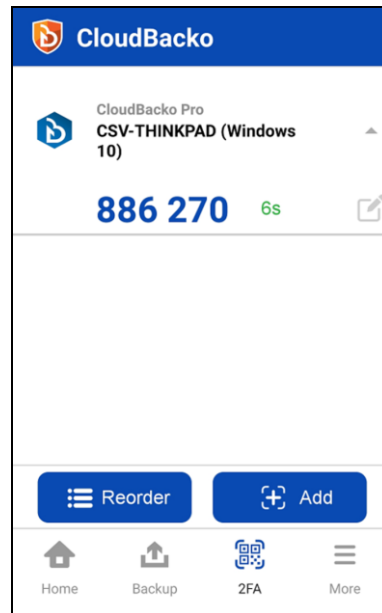 CloudBacko
CloudBacko Pro
CSV-THINKPAD (Windows
10)
886 270 6s
Reorder Add
Home Backup 2FA More